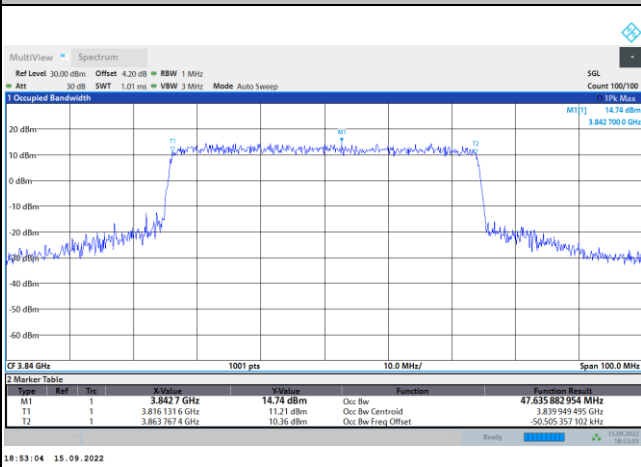 MultiView Spectrum
Ref Level 30.00 dBm Offset 4.20 dB RBW 1 MHz SGL
Att 30 dB SWT 1.01 ms VBW 3 MHz Mode Auto Sweep Count 100/100
1 Occupied Bandwidth 1Pk Max
M1[1] 14.74 dBm
3.842 700 0 GHz
20 dBm
T1 M1 T2
10 dBm
0 dBm
-10 dBm
-20 dBm
-30 dBm
-40 dBm
-50 dBm
-60 dBm
CF 3.84 GHz 1001 pts 10.0 MHz/ Span 100.0 MHz
2 Marker Table
Type Ref Trc X-Value Y-Value Function Function Result
M1 1 3.842 7 GHz 14.74 dBm Occ Bw 47.635 882 954 MHz
T1 1 3.816 131 6 GHz 11.21 dBm Occ Bw Centroid 3.839 949 495 GHz
T2 1 3.863 767 4 GHz 10.36 dBm Occ Bw Freq Offset -50.505 357 102 kHz
Ready 15.09.2022
18:53:03
18:53:04 15.09.2022